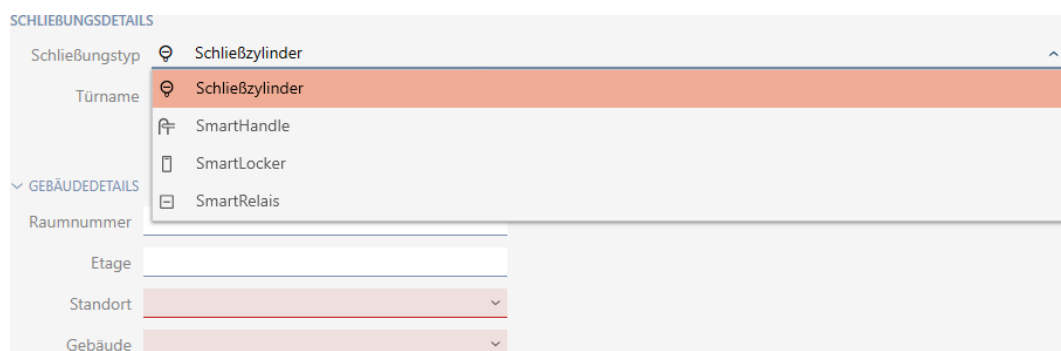 SCHLIEßUNGSDETAILS
Schließungstyp Schließzylinder
Türname Schließzylinder
SmartHandle
SmartLocker
SmartRelais
GEBÄUDEDETAILS
Raumnummer
Etage
Standort
Gebäude